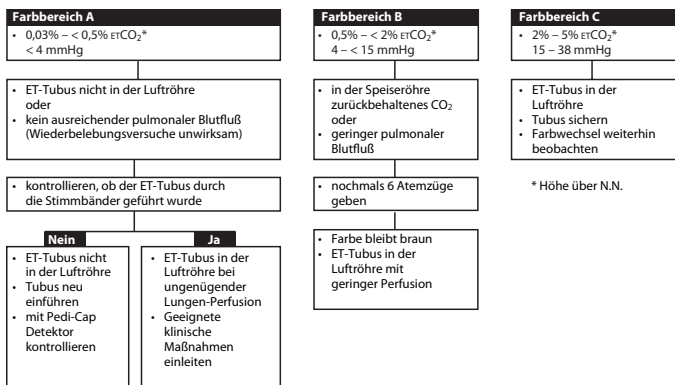 Farbbereich A
• 0,03% – < 0,5% ETCO₂*
< 4 mmHg
• ET-Tubus nicht in der Luftröhre
oder
• kein ausreichender pulmonaler Blutfluß
(Wiederbelebungsversuche unwirksam)
• kontrollieren, ob der ET-Tubus durch
die Stimmbänder geführt wurde
Nein
• ET-Tubus nicht
in der Luftröhre
• Tubus neu
einführen
• mit Pedi-Cap
Detektor
kontrollieren
Ja
• ET-Tubus in der
Luftröhre bei
ungenügender
Lungen-Perfusion
• Geeignete
klinische
Maßnahmen
einleiten
Farbbereich B
• 0,5% – < 2% ETCO₂*
4 – < 15 mmHg
• in der Speiseröhre
zurückbehaltenes CO₂
oder
• geringer pulmonaler
Blutfluß
• nochmals 6 Atemzüge
geben
• Farbe bleibt braun
• ET-Tubus in der
Luftröhre mit
geringer Perfusion
Farbbereich C
• 2% – 5% ETCO₂*
15 – 38 mmHg
• ET-Tubus in der
Luftröhre
• Tubus sichern
• Farbwechsel weiterhin
beobachten
* Höhe über N.N.